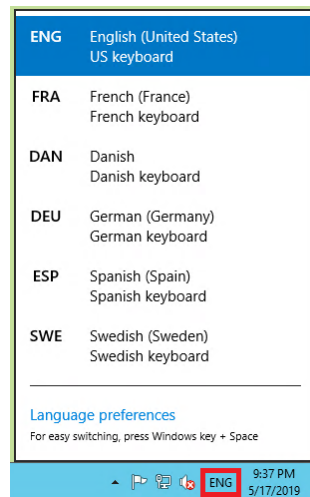 ENG English (United States)
US keyboard
FRA French (France)
French keyboard
DAN Danish
Danish keyboard
DEU German (Germany)
German keyboard
ESP Spanish (Spain)
Spanish keyboard
SWE Swedish (Sweden)
Swedish keyboard
Language preferences
For easy switching, press Windows key + Space
ENG 9:37 PM
5/17/2019